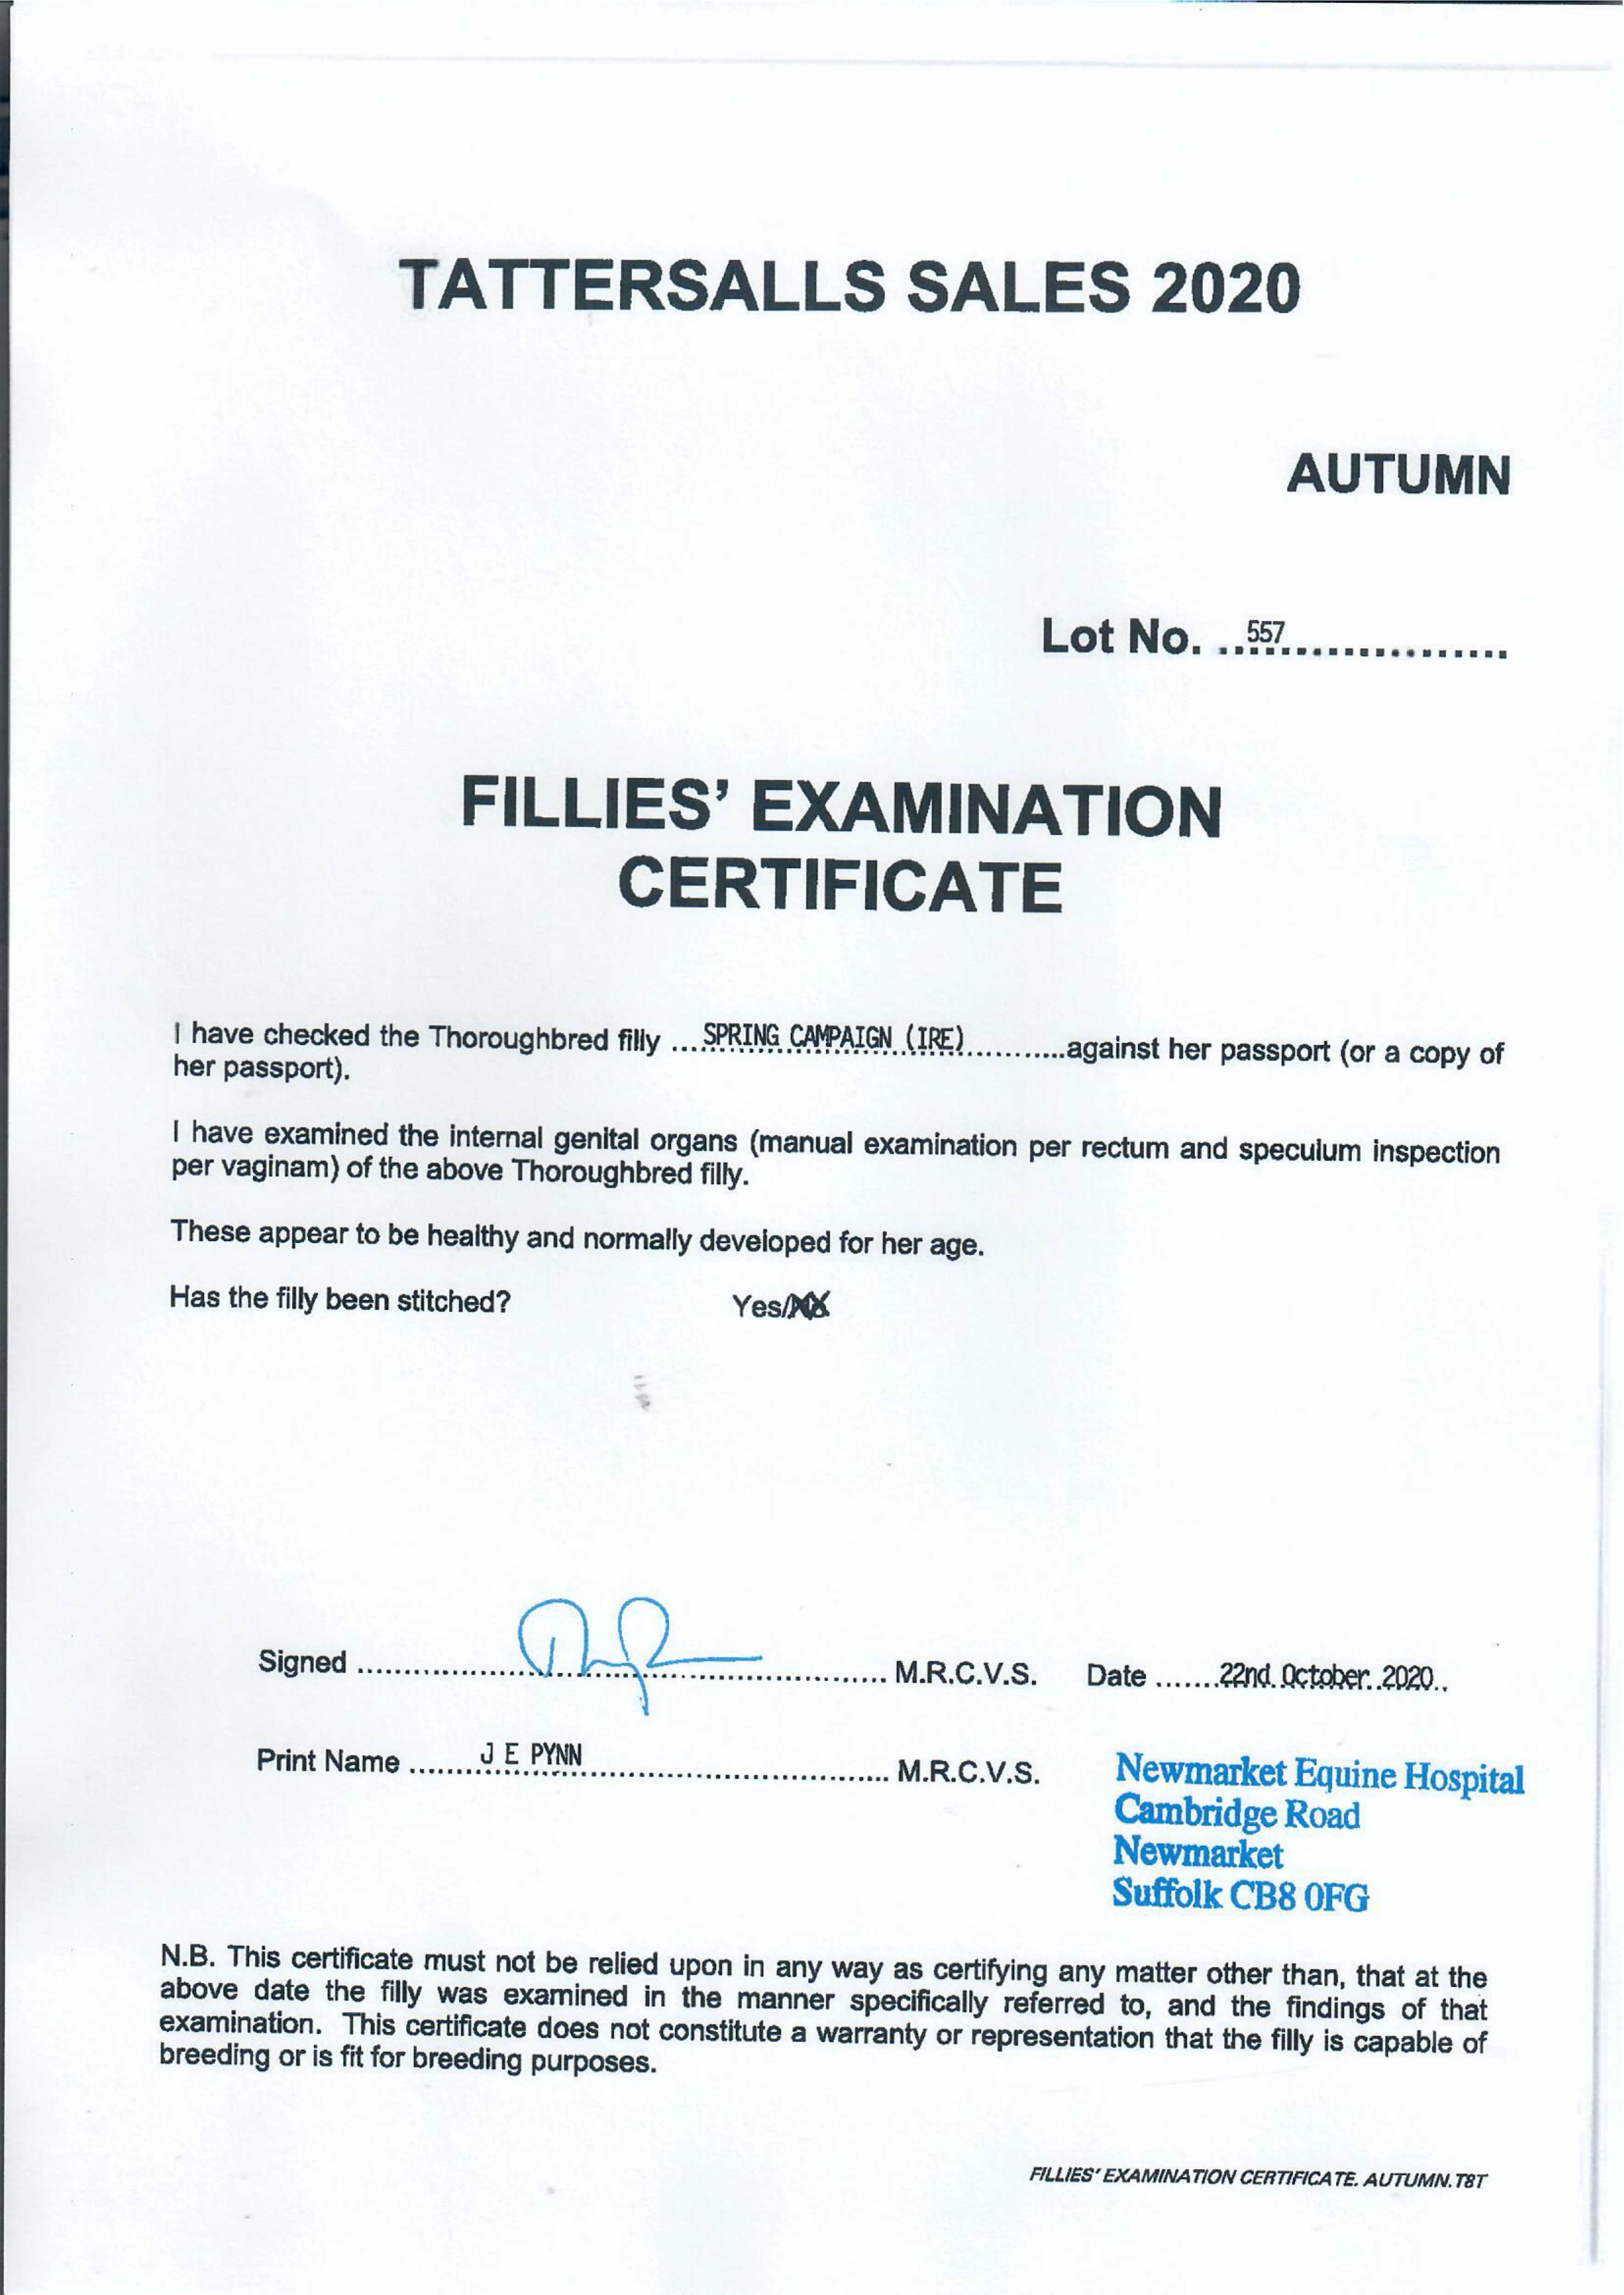 TATTERSALLS SALES 2020
AUTUMN
Lot No. ..557....................
FILLIES' EXAMINATION
CERTIFICATE
I have checked the Thoroughbred filly ...SPRING CAMPAIGN (IRE)...........against her passport (or a copy of
her passport).
I have examined the internal genital organs (manual examination per rectum and speculum inspection
per vaginam) of the above Thoroughbred filly.
These appear to be healthy and normally developed for her age.
Has the filly been stitched? Yes/No
Signed ........................................................ M.R.C.V.S. Date .......22nd. October..2020..
Print Name .......J E PYNN........................................ M.R.C.V.S.
Newmarket Equine Hospital
Cambridge Road
Newmarket
Suffolk CB8 0FG
N.B. This certificate must not be relied upon in any way as certifying any matter other than, that at the
above date the filly was examined in the manner specifically referred to, and the findings of that
examination. This certificate does not constitute a warranty or representation that the filly is capable of
breeding or is fit for breeding purposes.
FILLIES' EXAMINATION CERTIFICATE. AUTUMN.T8T